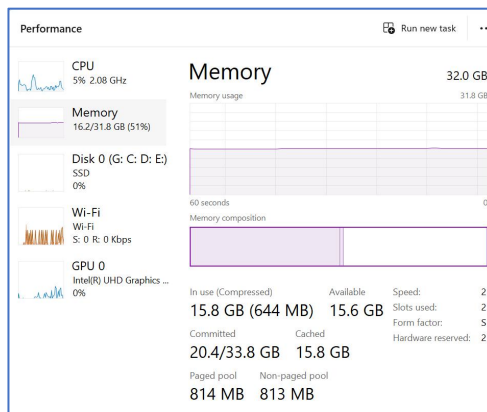 Performance
Run new task
CPU
5% 2.08 GHz
Memory
16.2/31.8 GB (51%)
Disk 0 (G: C: D: E:)
SSD
0%
Wi-Fi
Wi-Fi
S: 0 R: 0 Kbps
GPU 0
Intel(R) UHD Graphics ...
0%
Memory
32.0 GB
Memory usage
31.8 GB
60 seconds
0
Memory composition
In use (Compressed)
15.8 GB (644 MB)
Available
15.6 GB
Committed
20.4/33.8 GB
Cached
15.8 GB
Paged pool
814 MB
Non-paged pool
813 MB
Speed: 2
Slots used: 2
Form factor: S
Hardware reserved: 2